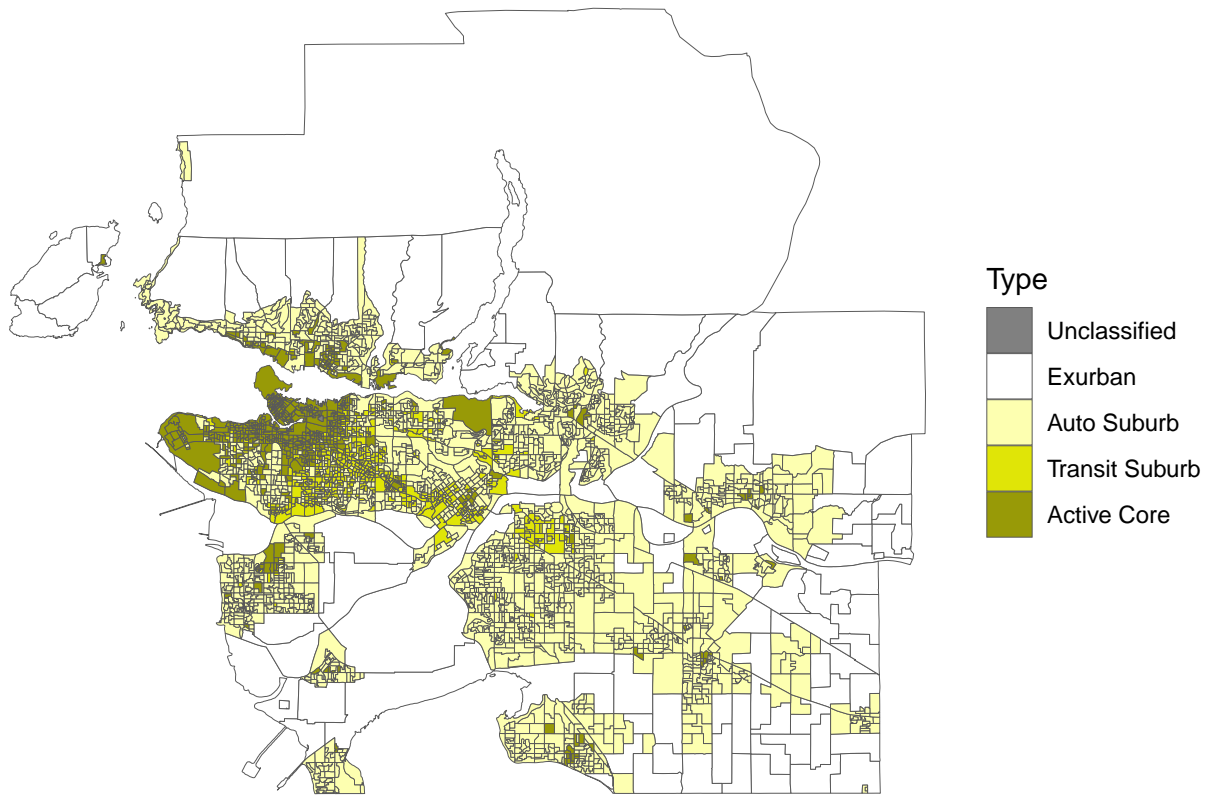 Type
Unclassified
Exurban
Auto Suburb
Transit Suburb
Active Core